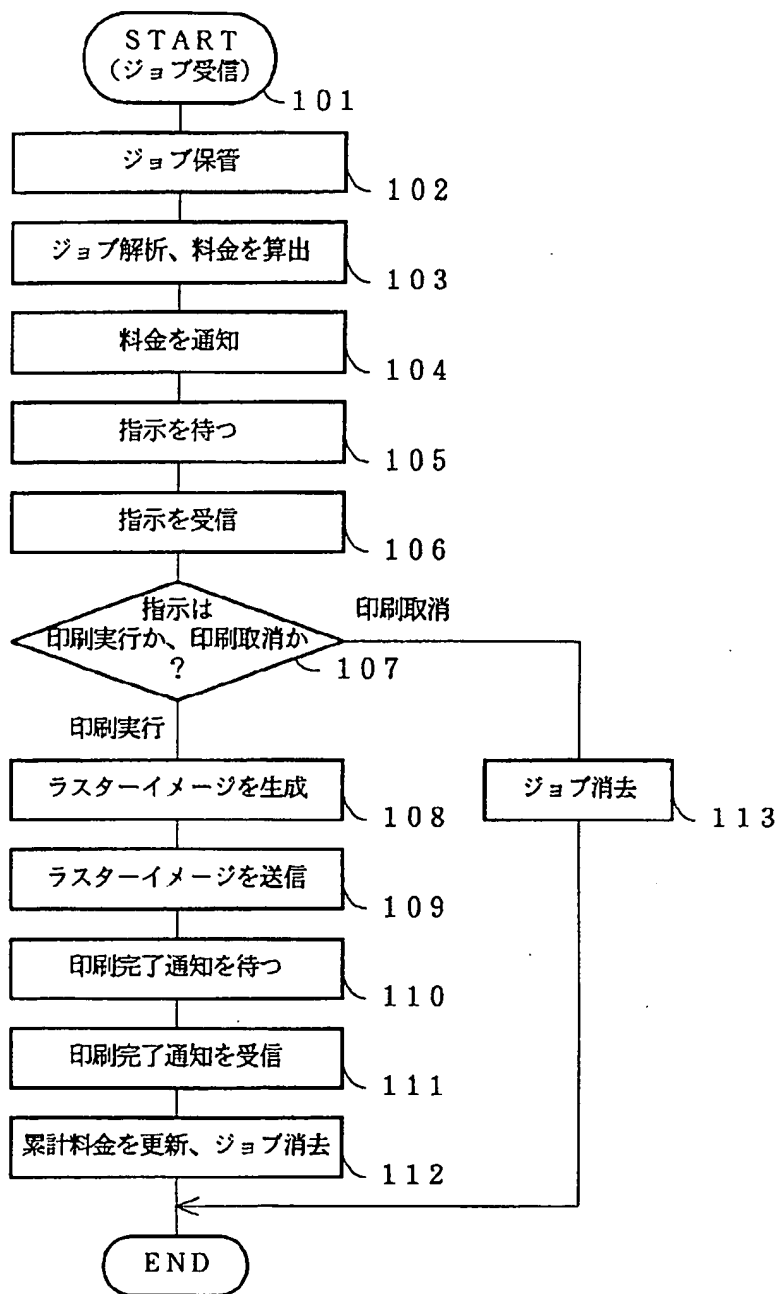 START
(ジョブ受信)
101
ジョブ保管
102
ジョブ解析、料金を算出
103
料金を通知
104
指示を待つ
105
指示を受信
106
指示は
印刷実行か、印刷取消か
?
107
印刷取消
印刷実行
ラスターイメージを生成
108
ジョブ消去
113
ラスターイメージを送信
109
印刷完了通知を待つ
110
印刷完了通知を受信
111
累計料金を更新、ジョブ消去
112
END